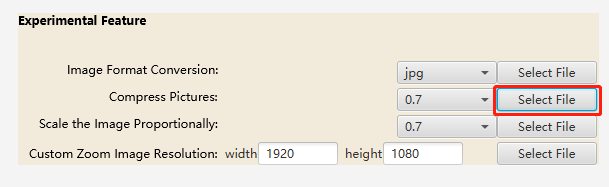 Experimental Feature
Image Format Conversion: jpg Select File
Compress Pictures: 0.7 Select File
Scale the Image Proportionally: 0.7 Select File
Custom Zoom Image Resolution: width 1920 height 1080 Select File